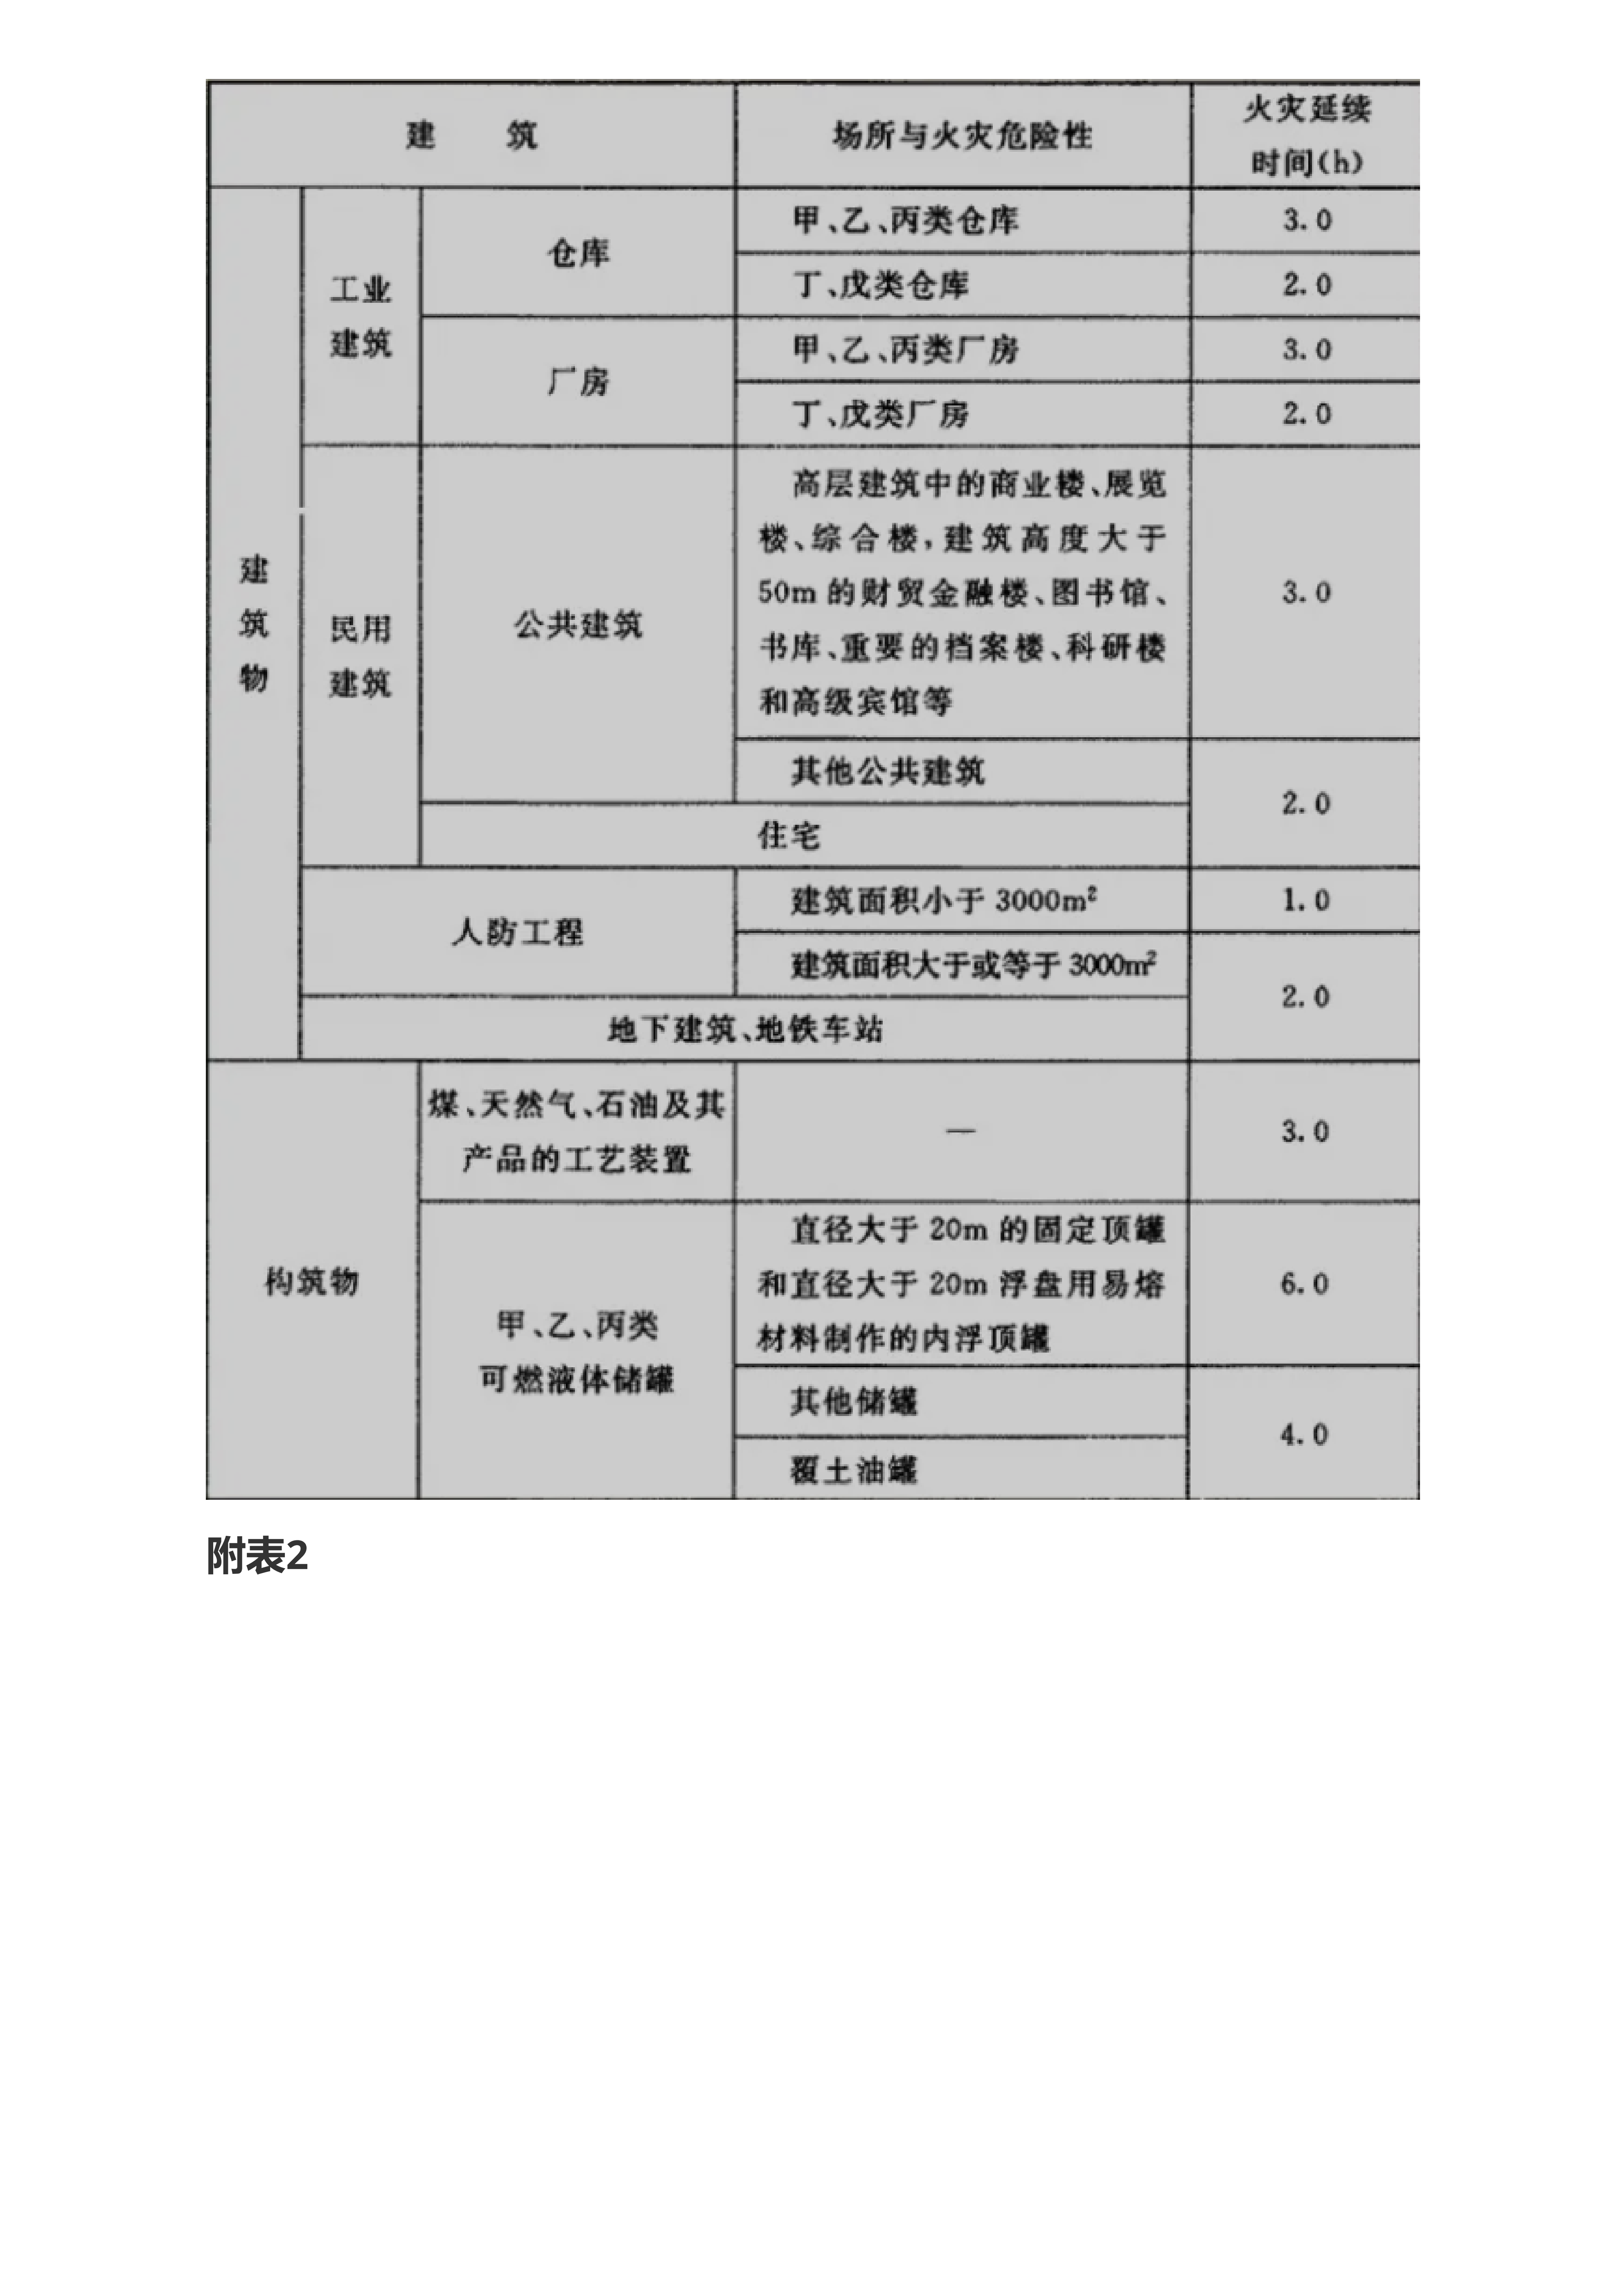 建 筑
场所与火灾危险性
火灾延续
时间(h)
建
筑
物
工业
建筑
仓库
甲、乙、丙类仓库
3.0
丁、戊类仓库
2.0
厂房
甲、乙、丙类厂房
3.0
丁、戊类厂房
2.0
民用
建筑
公共建筑
高层建筑中的商业楼、展览
楼、综合楼,建筑高度大于
50m的财贸金融楼、图书馆、
书库、重要的档案楼、科研楼
和高级宾馆等
3.0
其他公共建筑
2.0
住宅
人防工程
建筑面积小于3000m²
1.0
建筑面积大于或等于3000m²
2.0
地下建筑、地铁车站
构筑物
煤、天然气、石油及其
产品的工艺装置
—
3.0
甲、乙、丙类
可燃液体储罐
直径大于20m的固定顶罐
和直径大于20m浮盘用易熔
材料制作的内浮顶罐
6.0
其他储罐
4.0
覆土油罐
附表2